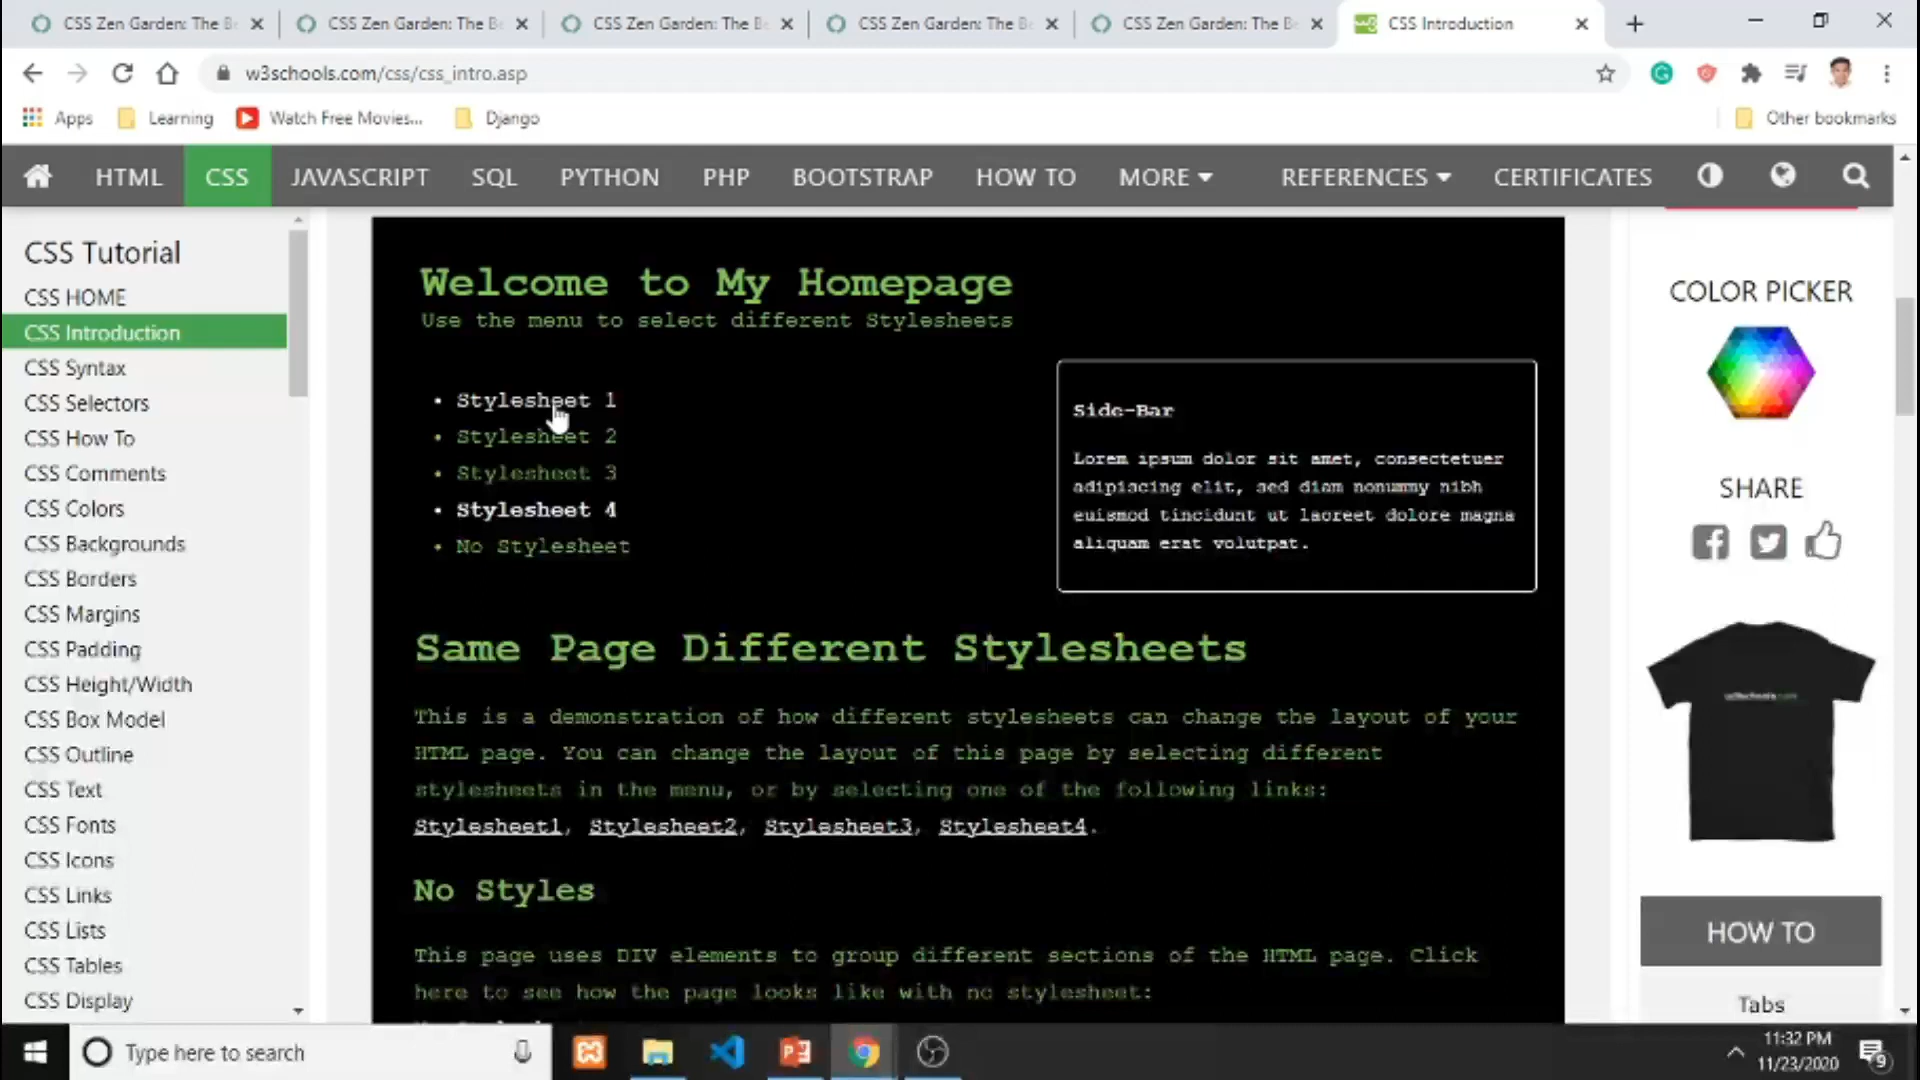 CSS Zen Garden: The Be
CSS Zen Garden: The Be
CSS Zen Garden: The Be
CSS Zen Garden: The Be
CSS Zen Garden: The Be
CSS Introduction
w3schools.com/css/css_intro.asp
Apps
Learning
Watch Free Movies...
Django
Other bookmarks
HTML
CSS
JAVASCRIPT
SQL
PYTHON
PHP
BOOTSTRAP
HOW TO
MORE
REFERENCES
CERTIFICATES
CSS Tutorial
CSS HOME
CSS Introduction
CSS Syntax
CSS Selectors
CSS How To
CSS Comments
CSS Colors
CSS Backgrounds
CSS Borders
CSS Margins
CSS Padding
CSS Height/Width
CSS Box Model
CSS Outline
CSS Text
CSS Fonts
CSS Icons
CSS Links
CSS Lists
CSS Tables
CSS Display
Welcome to My Homepage
Use the menu to select different Stylesheets
• Stylesheet 1
• Stylesheet 2
• Stylesheet 3
• Stylesheet 4
• No Stylesheet
Side-Bar
Lorem ipsum dolor sit amet, consectetuer
adipiscing elit, sed diam nonummy nibh
euismod tincidunt ut laoreet dolore magna
aliquam erat volutpat.
Same Page Different Stylesheets
This is a demonstration of how different stylesheets can change the layout of your
HTML page. You can change the layout of this page by selecting different
stylesheets in the menu, or by selecting one of the following links:
Stylesheet1, Stylesheet2, Stylesheet3, Stylesheet4.
No Styles
This page uses DIV elements to group different sections of the HTML page. Click
here to see how the page looks like with no stylesheet:
COLOR PICKER
SHARE
HOW TO
Tabs
Type here to search
11:32 PM
11/23/2020
9